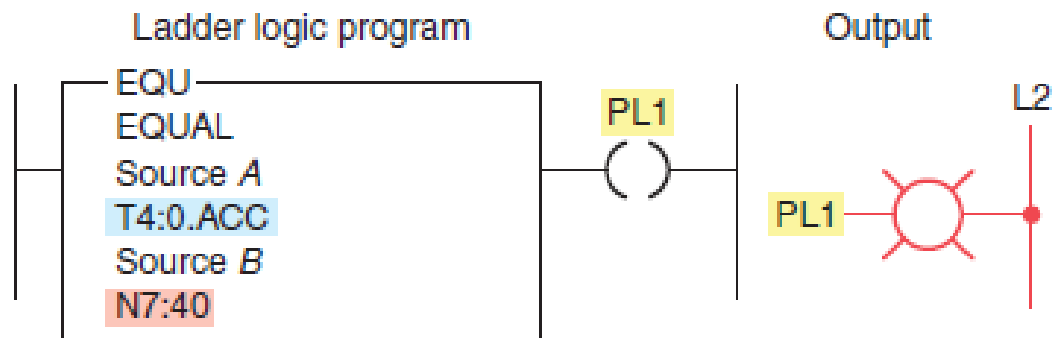 Ladder logic program
Output
EQU
EQUAL
Source A
T4:0.ACC
Source B
N7:40
PL1
L2
PL1